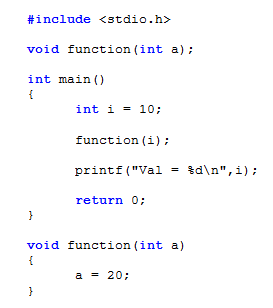 #include <stdio.h>
void function(int a);
int main()
{
int i = 10;
function(i);
printf("Val = %d\n",i);
return 0;
}
void function(int a)
{
a = 20;
}